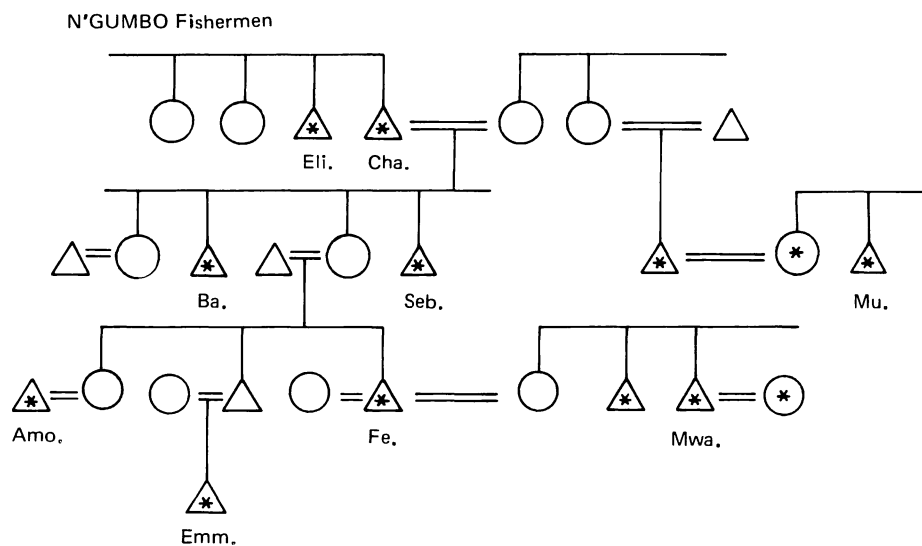 N'GUMBO Fishermen
Eli. Cha.
Ba. Seb. Mu.
Amo. Fe. Mwa.
Emm.